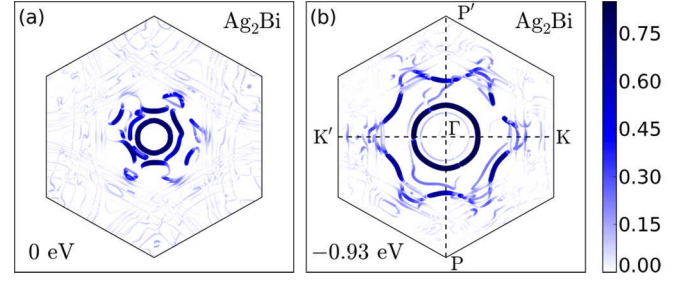 (a)
Ag₂Bi
0 eV
(b)
P′
Ag₂Bi
K′
Γ
K
−0.93 eV
P
0.75
0.60
0.45
0.30
0.15
0.00